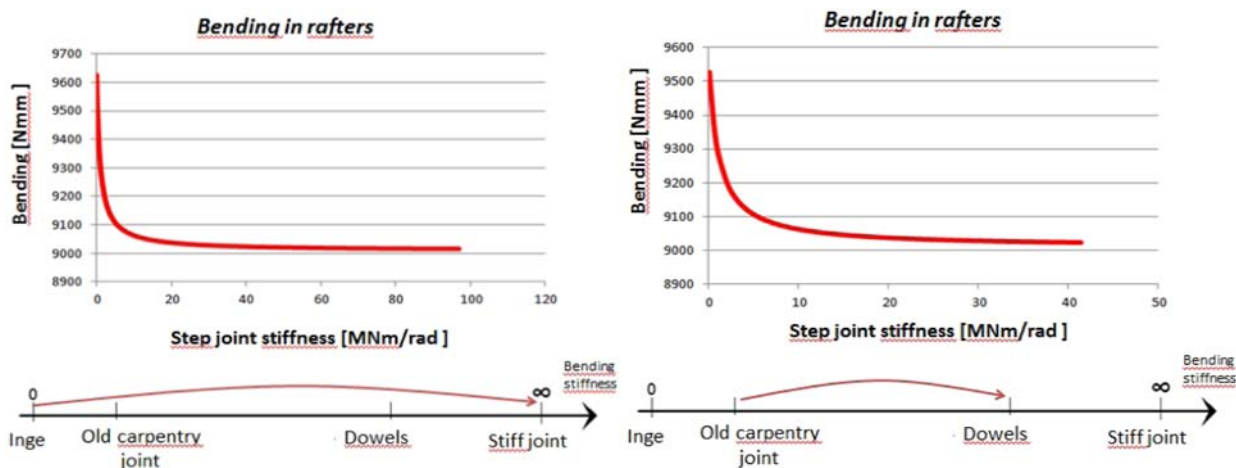 Bending in rafters
Bending [Nmm ]
9700
9600
9500
9400
9300
9200
9100
9000
8900
0 20 40 60 80 100 120
Step joint stiffness [MNm/rad ]
0
∞
Bending
stiffness
Inge
Old carpentry
joint
Dowels
Stiff joint
Bending in rafters
Bending [Nmm ]
9600
9500
9400
9300
9200
9100
9000
8900
0 10 20 30 40 50
Step joint stiffness [MNm/rad ]
0
∞
Bending
stiffness
Inge
Old carpentry
joint
Dowels
Stiff joint